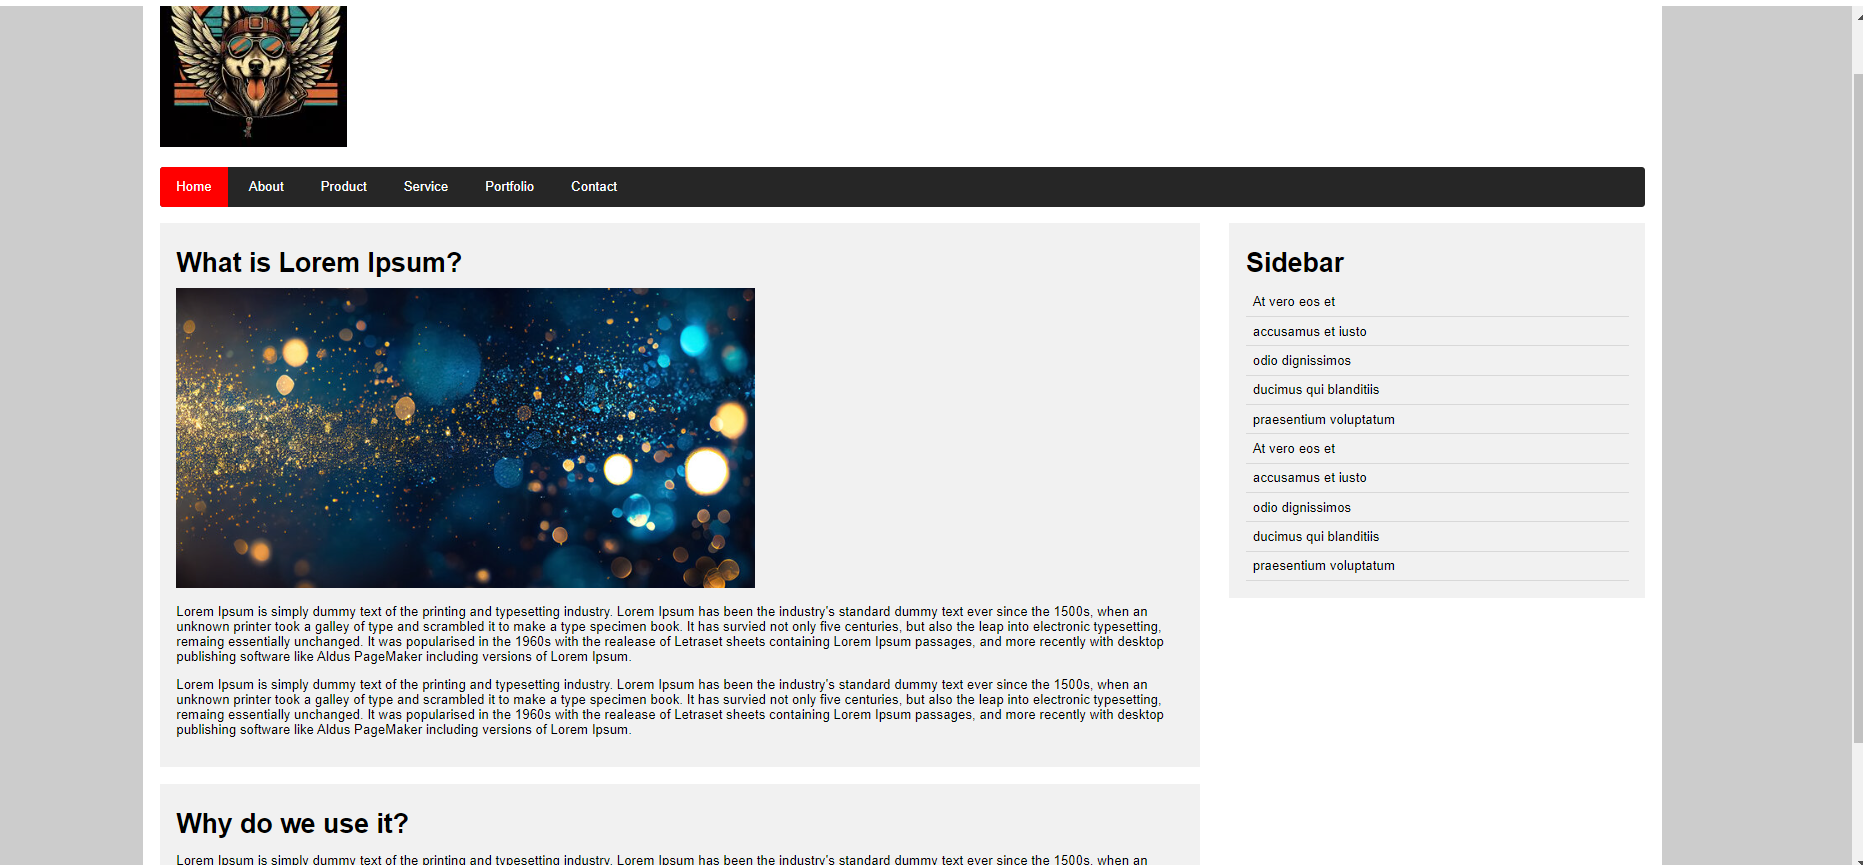 Home About Product Service Portfolio Contact
What is Lorem Ipsum?
Lorem Ipsum is simply dummy text of the printing and typesetting industry. Lorem Ipsum has been the industry's standard dummy text ever since the 1500s, when an
unknown printer took a galley of type and scrambled it to make a type specimen book. It has survied not only five centuries, but also the leap into electronic typesetting,
remaing essentially unchanged. It was popularised in the 1960s with the realease of Letraset sheets containing Lorem Ipsum passages, and more recently with desktop
publishing software like Aldus PageMaker including versions of Lorem Ipsum.
Lorem Ipsum is simply dummy text of the printing and typesetting industry. Lorem Ipsum has been the industry's standard dummy text ever since the 1500s, when an
unknown printer took a galley of type and scrambled it to make a type specimen book. It has survied not only five centuries, but also the leap into electronic typesetting,
remaing essentially unchanged. It was popularised in the 1960s with the realease of Letraset sheets containing Lorem Ipsum passages, and more recently with desktop
publishing software like Aldus PageMaker including versions of Lorem Ipsum.
Why do we use it?
Lorem Ipsum is simply dummy text of the printing and typesetting industry. Lorem Ipsum has been the industry's standard dummy text ever since the 1500s, when an
Sidebar
At vero eos et
accusamus et iusto
odio dignissimos
ducimus qui blanditiis
praesentium voluptatum
At vero eos et
accusamus et iusto
odio dignissimos
ducimus qui blanditiis
praesentium voluptatum